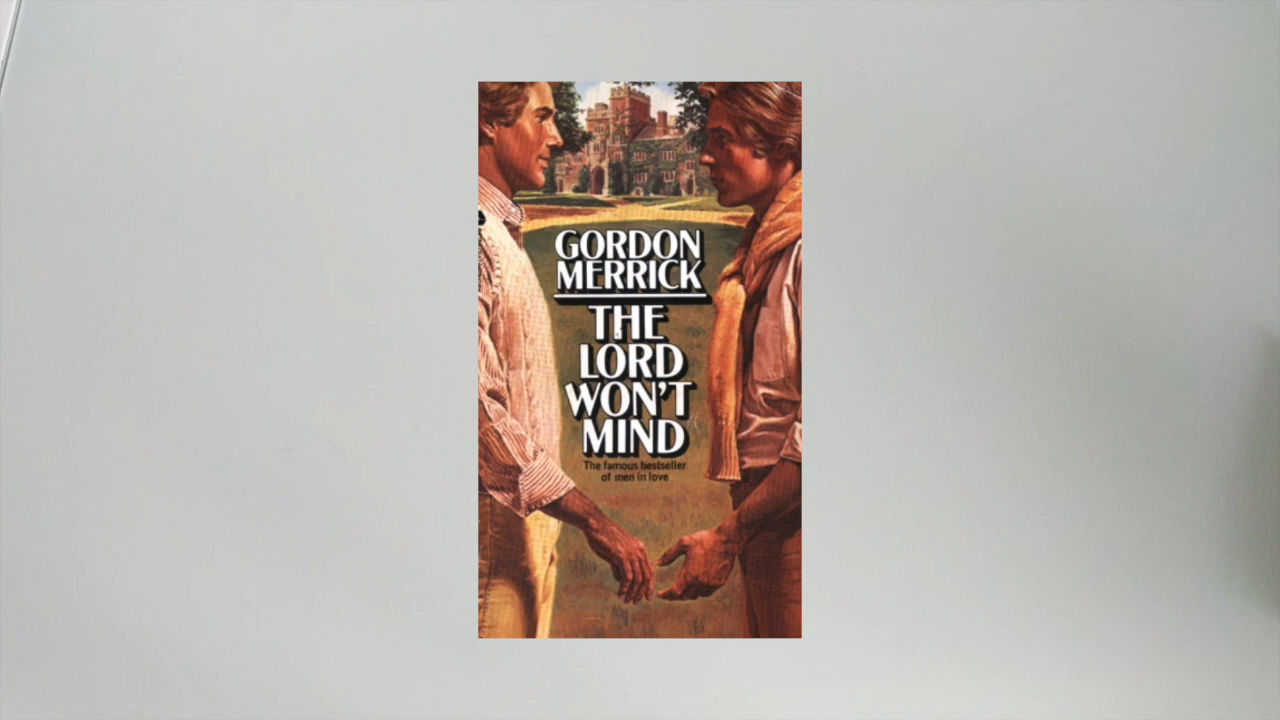 GORDON
MERRICK
THE
LORD
WON'T
MIND
The famous bestseller
of men in love